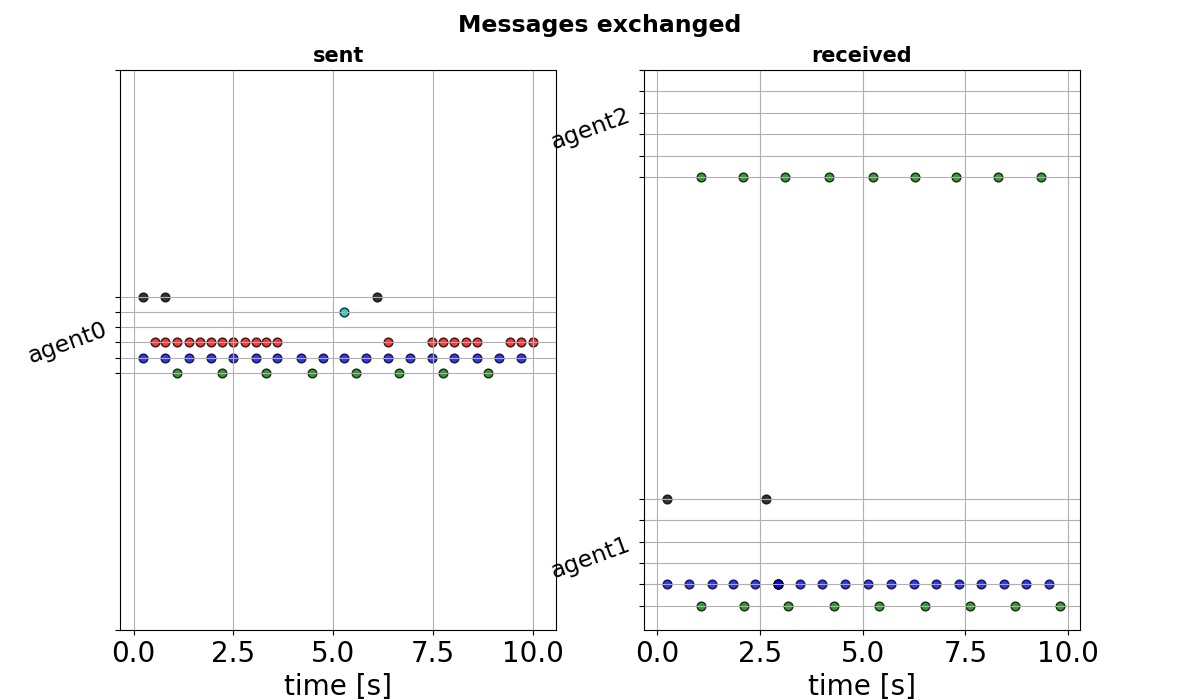 Messages exchanged
sent
received
agent0
0.0 2.5 5.0 7.5 10.0
time [s]
agent2
agent1
0.0 2.5 5.0 7.5 10.0
time [s]